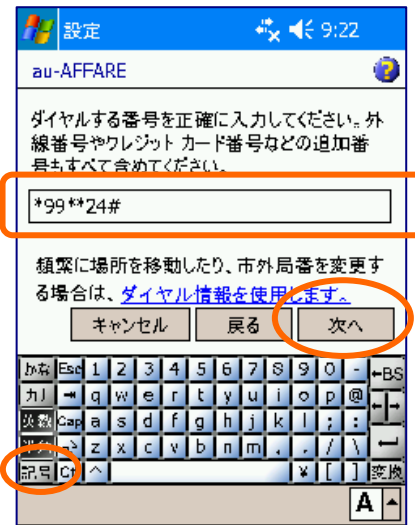 設定 9:22
au-AFFARE
ダイヤルする番号を正確に入力してください。外
線番号やクレジット カード番号などの追加番
号もすべて含めてください。
*99**24#
頻繁に場所を移動したり、市外局番を変更す
る場合は、ダイヤル情報を使用します。
キャンセル 戻る 次へ
かな Esc 1 2 3 4 5 6 7 8 9 0 - ←BS
カナ q w e r t y u i o p @
英数 Cap a s d f g h j k l ; :
z x c v b n m , . / \
記号 Ctl ^ ¥ [ ] 変換
A